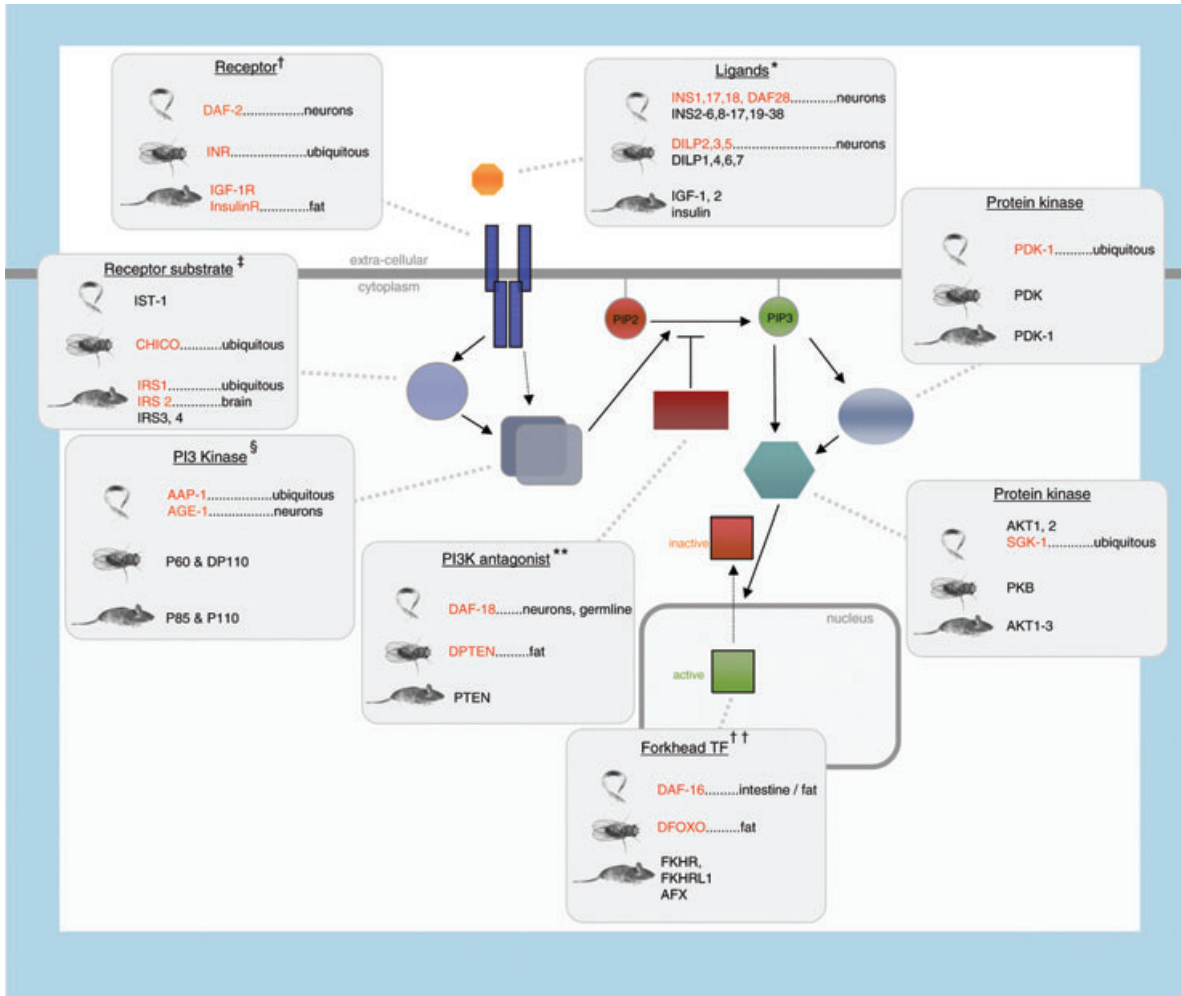 Receptor†
DAF-2..............neurons
INR....................ubiquitous
IGF-1R
InsulinR............fat
Ligands*
INS1,17,18, DAF28..............neurons
INS2-6,8-17,19-38
DILP2,3,5......................neurons
DILP1,4,6,7
IGF-1, 2
insulin
Protein kinase
PDK-1............ubiquitous
PDK
PDK-1
extra-cellular
cytoplasm
Receptor substrate ‡
IST-1
CHICO...........ubiquitous
IRS1..................ubiquitous
IRS 2.................brain
IRS3, 4
PIP2
PIP3
PI3 Kinase §
AAP-1....................ubiquitous
AGE-1....................neurons
P60 & DP110
P85 & P110
PI3K antagonist **
DAF-18.......neurons, germline
DPTEN.........fat
PTEN
Protein kinase
AKT1, 2
SGK-1............ubiquitous
PKB
AKT1-3
inactive
nucleus
active
Forkhead TF††
DAF-16.........intestine / fat
DFOXO.........fat
FKHR,
FKHRL1
AFX